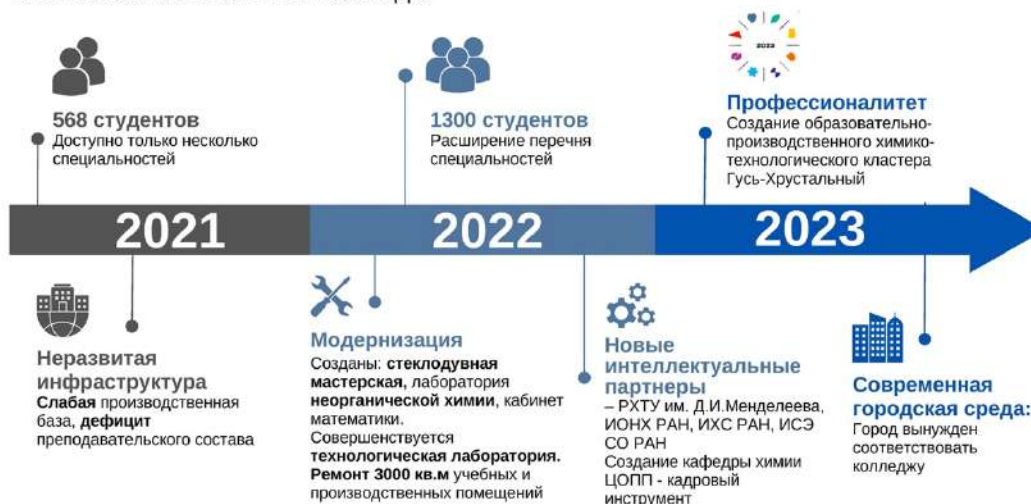 2023
568 студентов
Доступно только несколько
специальностей
1300 студентов
Расширение перечня
специальностей
Профессионалитет
Создание образовательно-
производственного химико-
технологического кластера
Гусь-Хрустальный
2021
2022
2023
Неразвитая
инфраструктура
Слабая производственная
база, дефицит
преподавательского состава
Модернизация
Созданы: стеклодувная
мастерская, лаборатория
неорганической химии, кабинет
математики.
Совершенствуется
технологическая лаборатория.
Ремонт 3000 кв.м учебных и
производственных помещений
Новые
интеллектуальные
партнеры
– РХТУ им. Д.И.Менделеева,
ИОНХ РАН, ИХС РАН, ИСЭ
СО РАН
Создание кафедры химии
ЦОПП - кадровый
инструмент
Современная
городская среда:
Город вынужден
соответствовать
колледжу